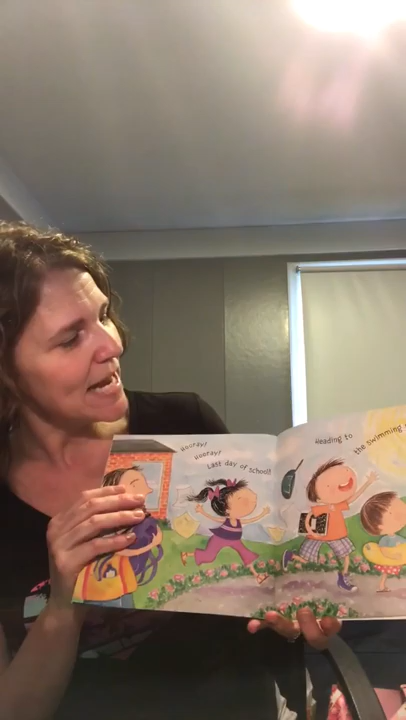 Hooray!
Hooray!
Last day of school!
Heading to
the swimming